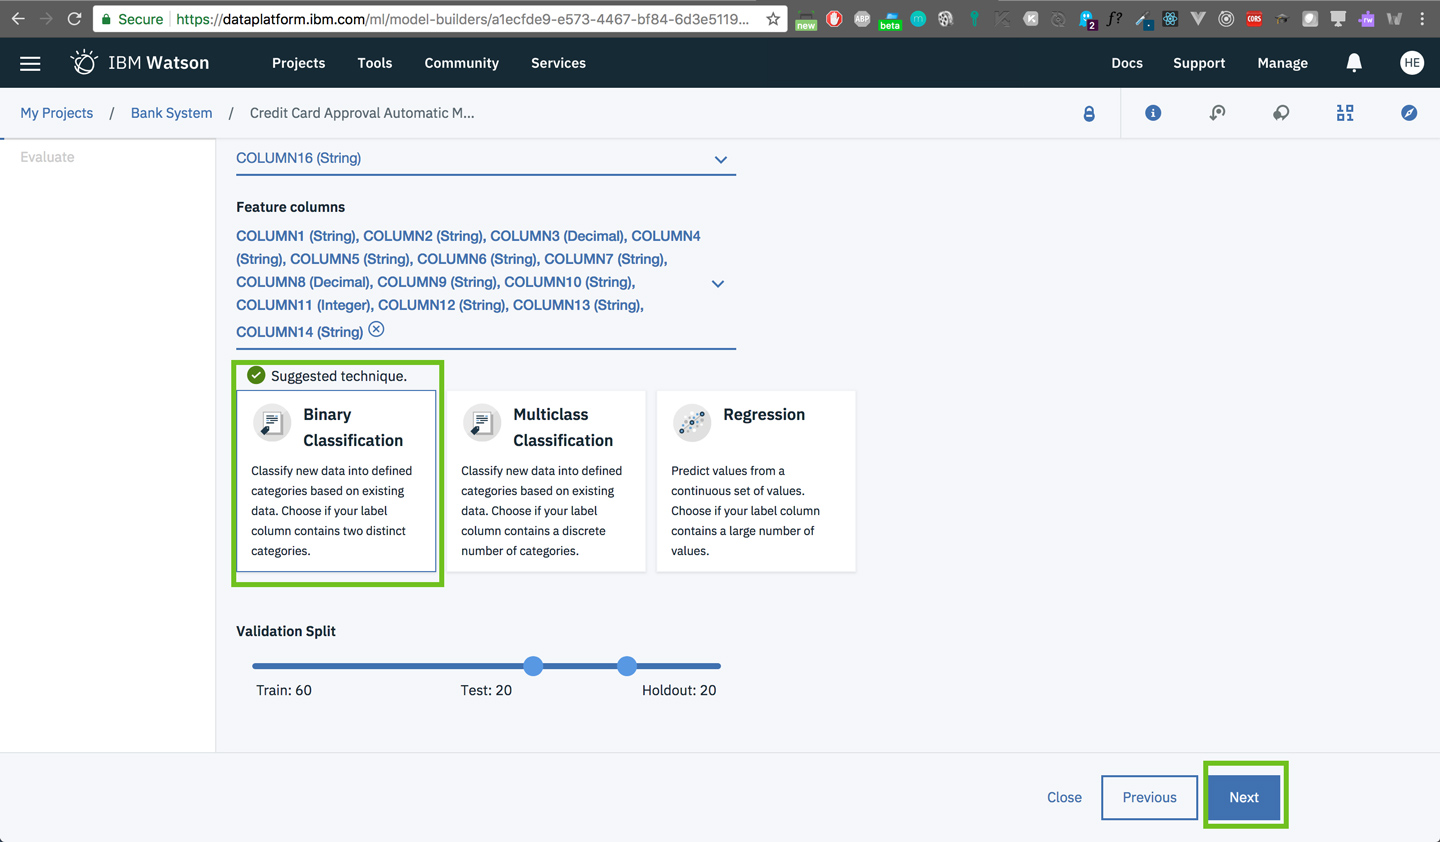 Secure https://dataplatform.ibm.com/ml/model-builders/a1ecfde9-e573-4467-bf84-6d3e5119...
new ABP beta m K 2 ƒ? CORS rw W
IBM Watson Projects Tools Community Services Docs Support Manage HE
My Projects / Bank System / Credit Card Approval Automatic M...
Evaluate
COLUMN16 (String)
Feature columns
COLUMN1 (String), COLUMN2 (String), COLUMN3 (Decimal), COLUMN4
(String), COLUMN5 (String), COLUMN6 (String), COLUMN7 (String),
COLUMN8 (Decimal), COLUMN9 (String), COLUMN10 (String),
COLUMN11 (Integer), COLUMN12 (String), COLUMN13 (String),
COLUMN14 (String)
Suggested technique.
Binary
Classification
Classify new data into defined
categories based on existing
data. Choose if your label
column contains two distinct
categories.
Multiclass
Classification
Classify new data into defined
categories based on existing
data. Choose if your label
column contains a discrete
number of categories.
Regression
Predict values from a
continuous set of values.
Choose if your label column
contains a large number of
values.
Validation Split
Train: 60 Test: 20 Holdout: 20
Close Previous Next